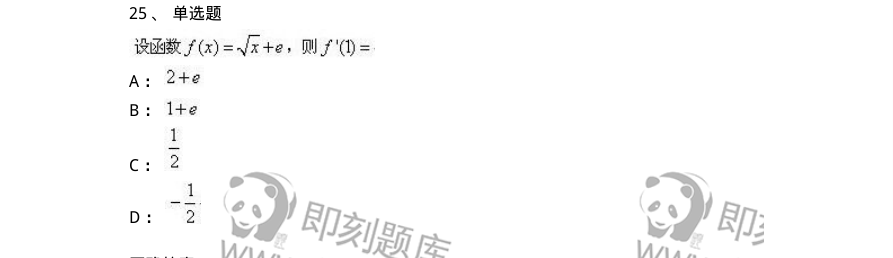 25 、 单选题
设函数 f(x)=√x+e，则 f'(1)=
A： 2+e
B： 1+e
C： 1/2
D： -1/2
即刻题库
即刻